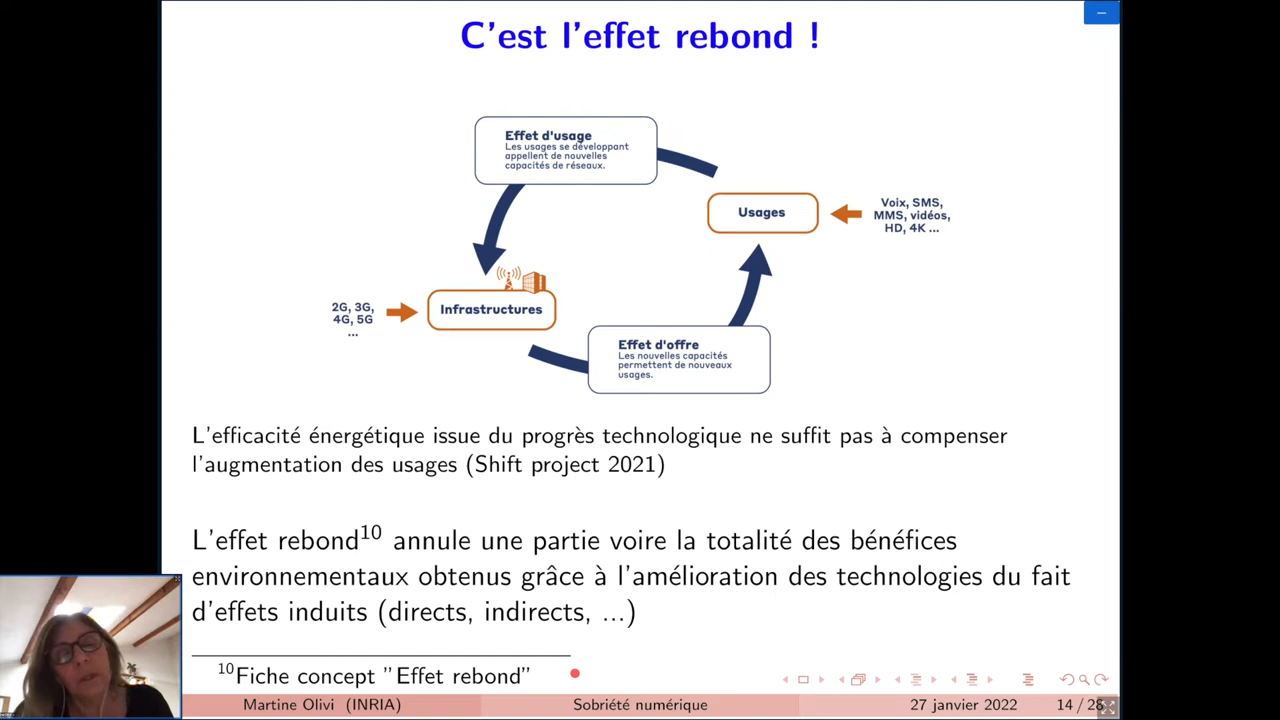 C'est l'effet rebond !
Effet d'usage
Les usages se développant
appellent de nouvelles
capacités de réseaux.
Usages
Voix, SMS,
MMS, vidéos,
HD, 4K ...
2G, 3G,
4G, 5G
...
Infrastructures
Effet d'offre
Les nouvelles capacités
permettent de nouveaux
usages.
L'efficacité énergétique issue du progrès technologique ne suffit pas à compenser
l'augmentation des usages (Shift project 2021)
L'effet rebond¹⁰ annule une partie voire la totalité des bénéfices
environnementaux obtenus grâce à l'amélioration des technologies du fait
d'effets induits (directs, indirects, ...)
¹⁰Fiche concept "Effet rebond"
Martine Olivi (INRIA) Sobriété numérique 27 janvier 2022 14 / 28